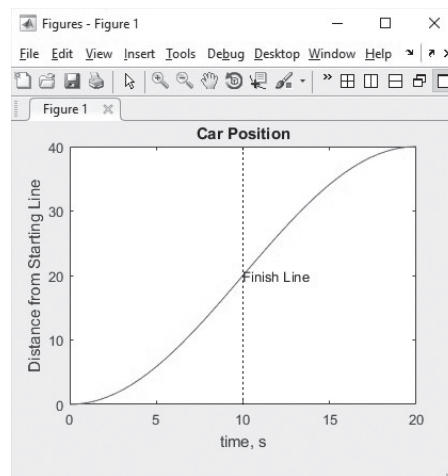 Figures - Figure 1
File Edit View Insert Tools Debug Desktop Window Help
Figure 1
Car Position
Distance from Starting Line
40
30
20
10
0
Finish Line
0 5 10 15 20
time, s